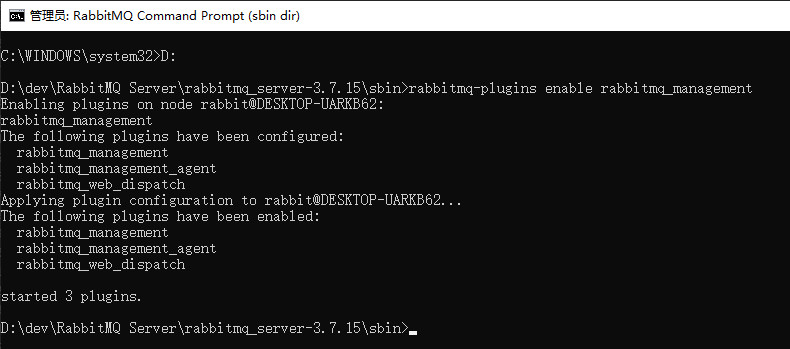 管理员: RabbitMQ Command Prompt (sbin dir)
C:\WINDOWS\system32>D:
D:\dev\RabbitMQ Server\rabbitmq_server-3.7.15\sbin>rabbitmq-plugins enable rabbitmq_management
Enabling plugins on node rabbit@DESKTOP-UARKB62:
rabbitmq_management
The following plugins have been configured:
  rabbitmq_management
  rabbitmq_management_agent
  rabbitmq_web_dispatch
Applying plugin configuration to rabbit@DESKTOP-UARKB62...
The following plugins have been enabled:
  rabbitmq_management
  rabbitmq_management_agent
  rabbitmq_web_dispatch
started 3 plugins.
D:\dev\RabbitMQ Server\rabbitmq_server-3.7.15\sbin>